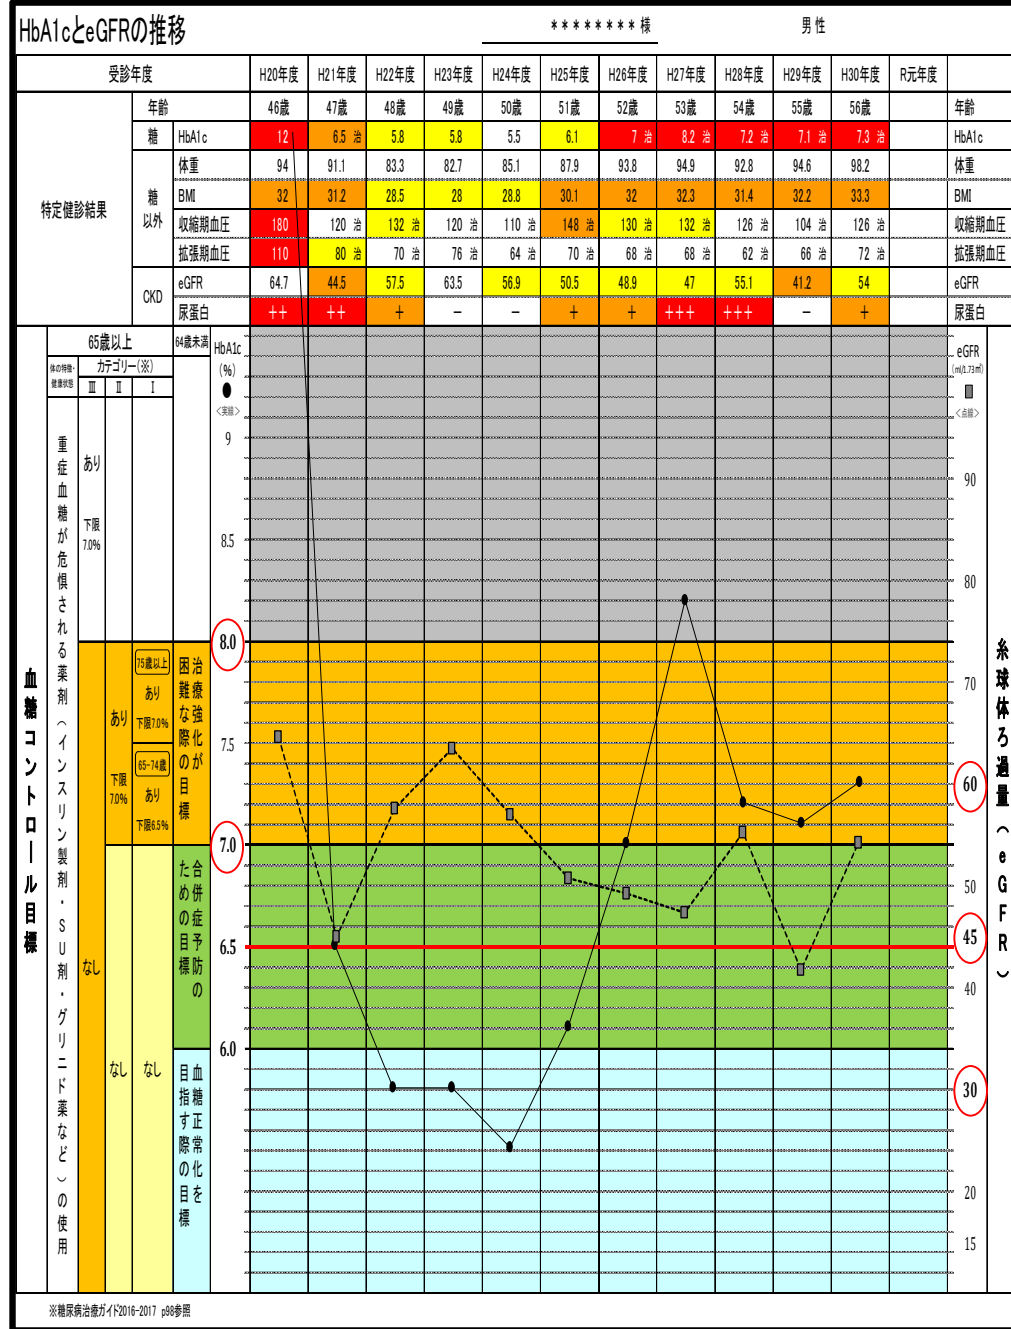 HbA1cとeGFRの推移 ******** 様 男性
受診年度 H20年度 H21年度 H22年度 H23年度 H24年度 H25年度 H26年度 H27年度 H28年度 H29年度 H30年度 R元年度
特定健診結果
年齢 46歳 47歳 48歳 49歳 50歳 51歳 52歳 53歳 54歳 55歳 56歳 年齢
糖 HbA1c 12 6.5 治 5.8 5.8 5.5 6.1 7 治 8.2 治 7.2 治 7.1 治 7.3 治 HbA1c
糖以外
体重 94 91.1 83.3 82.7 85.1 87.9 93.8 94.9 92.8 94.6 98.2 体重
BMI 32 31.2 28.5 28 28.8 30.1 32 32.3 31.4 32.2 33.3 BMI
収縮期血圧 180 120 治 132 治 120 治 110 治 148 治 130 治 132 治 126 治 104 治 126 治 収縮期血圧
拡張期血圧 110 80 治 70 治 76 治 64 治 70 治 68 治 68 治 62 治 66 治 72 治 拡張期血圧
CKD
eGFR 64.7 44.5 57.5 63.5 56.9 50.5 48.9 47 55.1 41.2 54 eGFR
尿蛋白 ++ ++ + - - + + +++ +++ - + 尿蛋白
血糖コントロール目標
65歳以上 64歳未満
体の特徴・健康状態
カテゴリー(※)
Ⅲ Ⅱ Ⅰ
重症血糖が危惧される薬剤(インスリン製剤・SU剤・グリニド薬など)の使用
あり
下限
7.0%
なし
あり
下限
7.0%
なし
75歳以上
あり
下限7.0%
65-74歳
あり
下限6.5%
なし
治療強化が
困難な際の目標
合併症予防の
ための目標
血糖正常化を
目指す際の目標
HbA1c
(%)
<実線>
9
8.5
8.0
7.5
7.0
6.5
6.0
eGFR
(ml/1.73㎡)
<点線>
90
80
70
60
50
45
40
30
20
15
糸球体ろ過量(eGFR)
※糖尿病治療ガイド2016-2017 p98参照